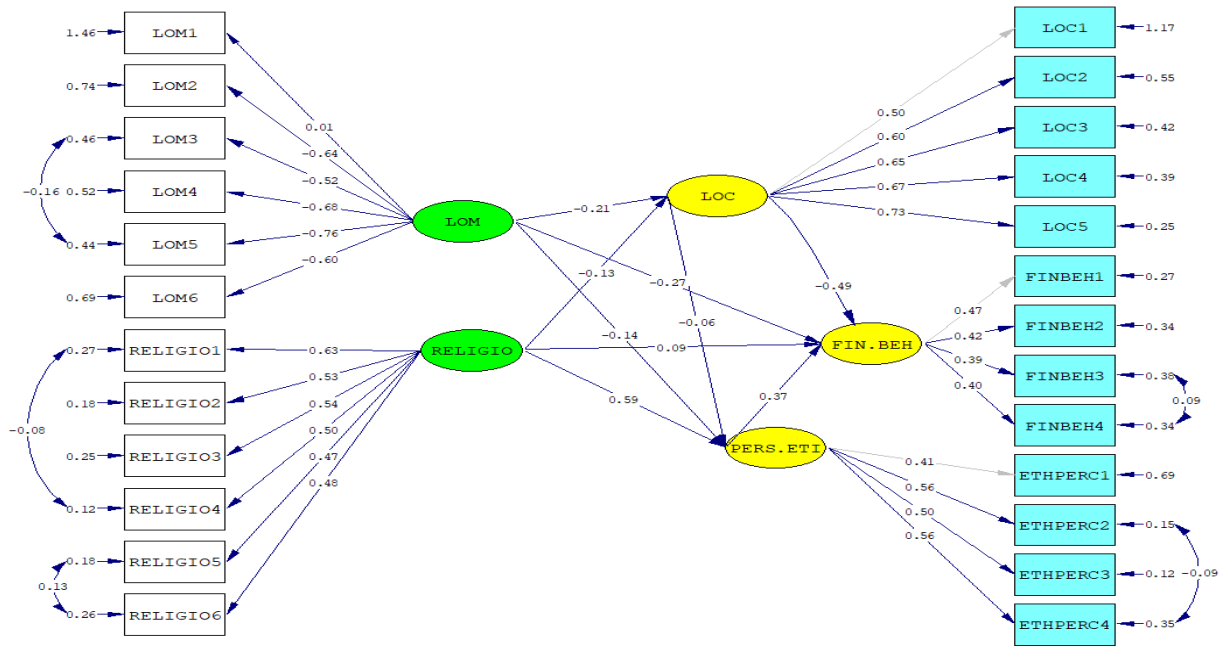 1.46 LOM1
0.74 LOM2
0.46 LOM3
0.52 LOM4
0.44 LOM5
0.69 LOM6
-0.16
0.27 RELIGIO1
0.18 RELIGIO2
0.25 RELIGIO3
0.12 RELIGIO4
0.18 RELIGIO5
0.26 RELIGIO6
-0.08
0.13
0.01
-0.64
-0.52
-0.68
-0.76
-0.60
0.63
0.53
0.54
0.50
0.47
0.48
LOM
RELIGIO
-0.21
-0.13
-0.27
-0.14
-0.06
0.09
0.59
-0.49
0.37
LOC
FIN.BEH
PERS.ETI
0.50
0.60
0.65
0.67
0.73
0.47
0.42
0.39
0.40
0.41
0.56
0.50
0.56
LOC1 1.17
LOC2 0.55
LOC3 0.42
LOC4 0.39
LOC5 0.25
FINBEH1 0.27
FINBEH2 0.34
FINBEH3 0.38
FINBEH4 0.34
0.09
ETHPERC1 0.69
ETHPERC2 0.15
ETHPERC3 0.12
ETHPERC4 0.35
-0.09